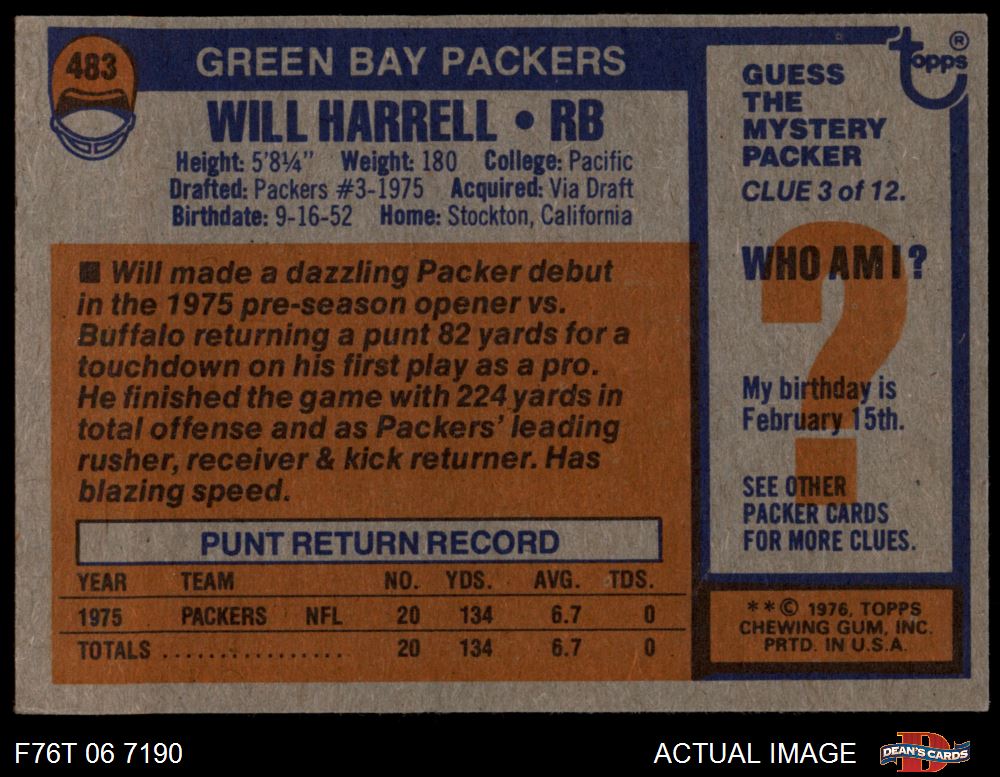 483
GREEN BAY PACKERS
WILL HARRELL • RB
Height: 5'8¼" Weight: 180 College: Pacific
Drafted: Packers #3-1975 Acquired: Via Draft
Birthdate: 9-16-52 Home: Stockton, California
■ Will made a dazzling Packer debut
in the 1975 pre-season opener vs.
Buffalo returning a punt 82 yards for a
touchdown on his first play as a pro.
He finished the game with 224 yards in
total offense and as Packers' leading
rusher, receiver & kick returner. Has
blazing speed.
PUNT RETURN RECORD
YEAR TEAM NO. YDS. AVG. TDS.
1975 PACKERS NFL 20 134 6.7 0
TOTALS ................ 20 134 6.7 0
topps®
GUESS
THE
MYSTERY
PACKER
CLUE 3 of 12.
WHO AM I?
?
My birthday is
February 15th.
SEE OTHER
PACKER CARDS
FOR MORE CLUES.
**© 1976, TOPPS
CHEWING GUM, INC.
PRTD. IN U.S.A.
F76T 06 7190
ACTUAL IMAGE
D
DEAN'S CARDS